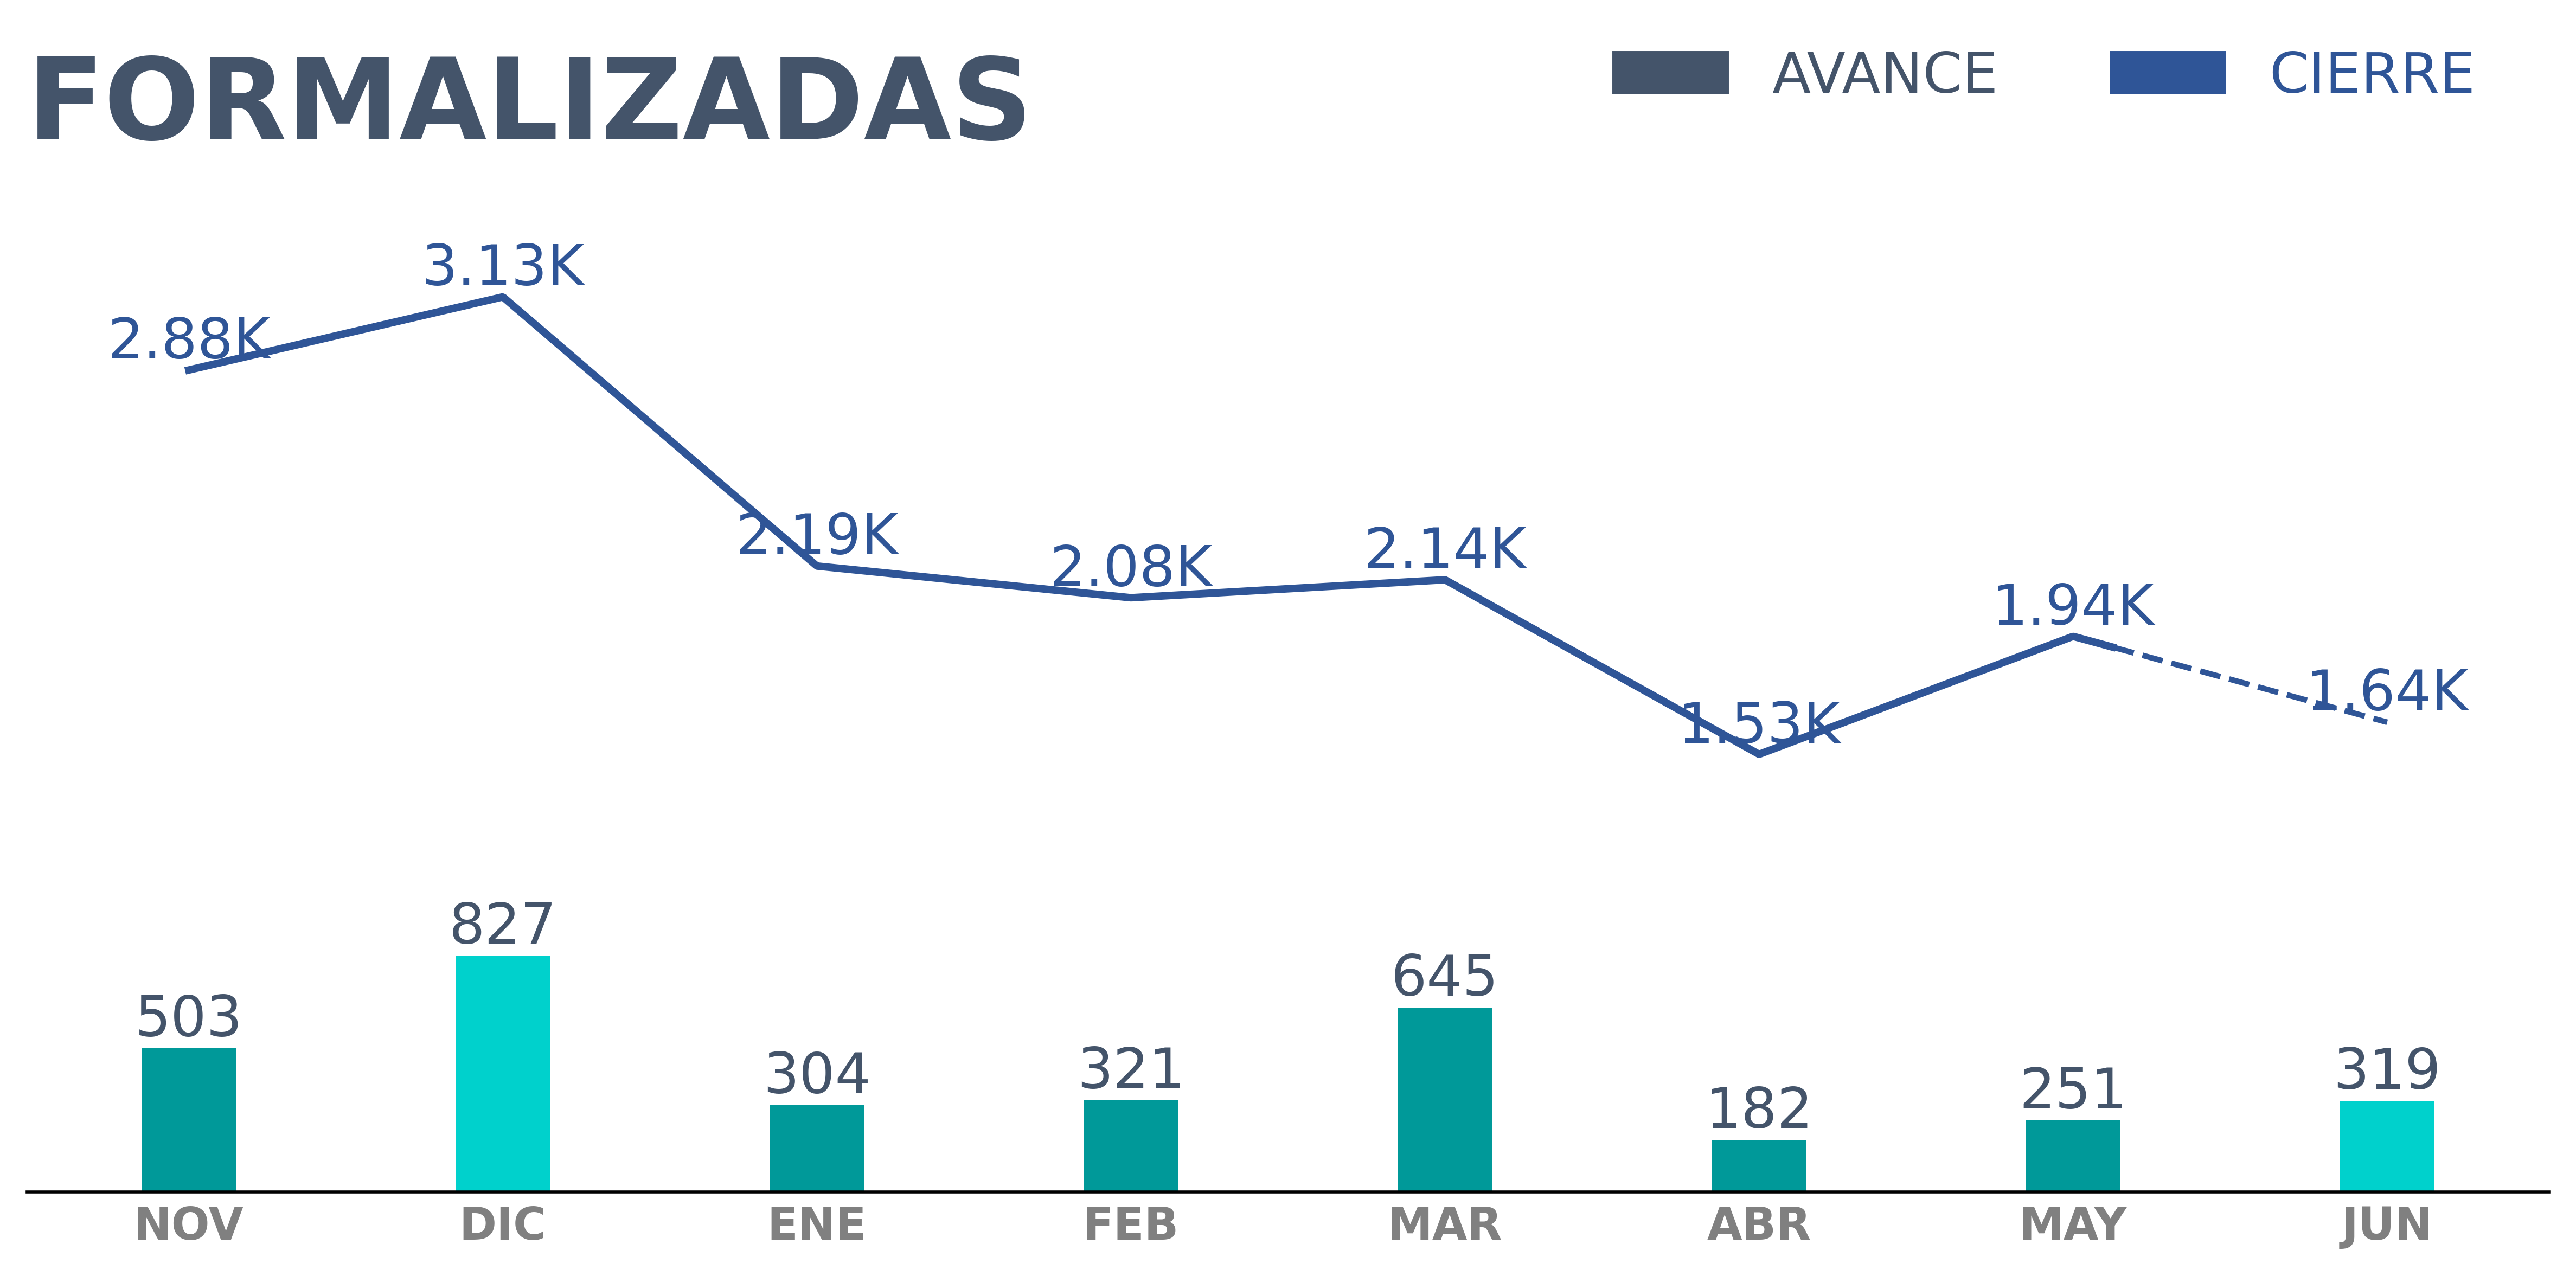 FORMALIZADAS
AVANCE CIERRE
3.13K
2.88K
2.19K
2.08K
2.14K
1.53K
1.94K
1.64K
503
827
304
321
645
182
251
319
NOV DIC ENE FEB MAR ABR MAY JUN